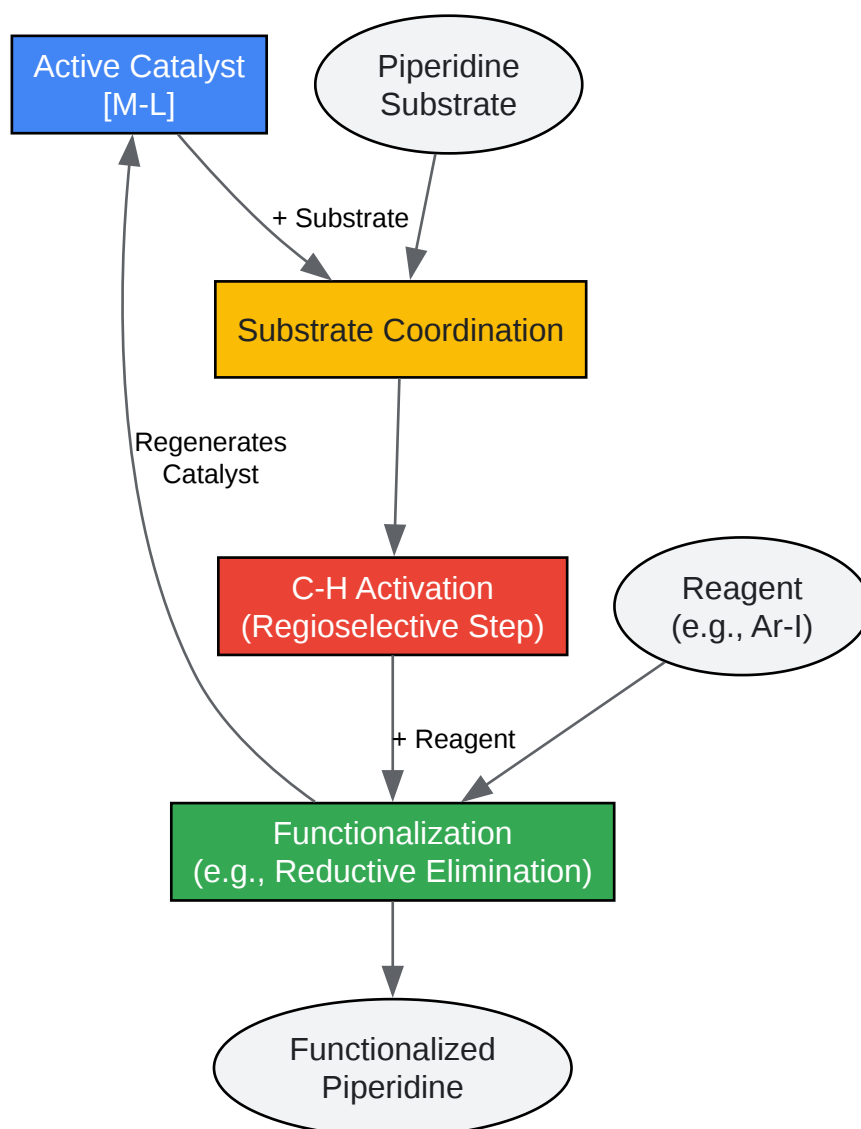 Active Catalyst
[M-L]
Piperidine
Substrate
+ Substrate
Substrate Coordination
Regenerates
Catalyst
C-H Activation
(Regioselective Step)
Reagent
(e.g., Ar-I)
+ Reagent
Functionalization
(e.g., Reductive Elimination)
Functionalized
Piperidine